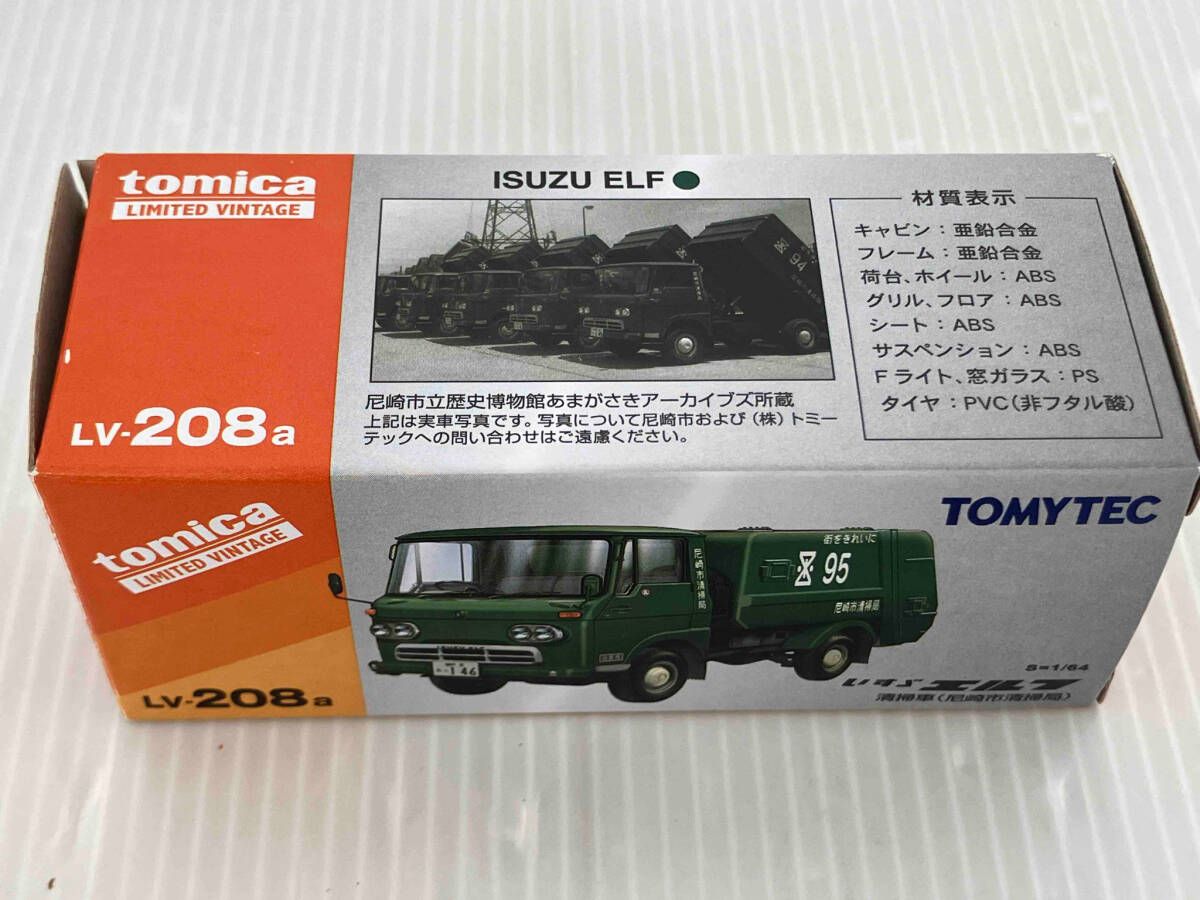 tomica
LIMITED VINTAGE
LV-208a
ISUZU ELF
94
尼崎市立歴史博物館あまがさきアーカイブズ所蔵
上記は実車写真です。写真について尼崎市および(株)トミー
テックへの問い合わせはご遠慮ください。
材質表示
キャビン:亜鉛合金
フレーム:亜鉛合金
荷台、ホイール:ABS
グリル、フロア:ABS
シート:ABS
サスペンション:ABS
Fライト、窓ガラス:PS
タイヤ:PVC(非フタル酸)
tomica
LIMITED VINTAGE
LV-208a
TOMYTEC
街をきれいに
95
尼崎市清掃局
尼崎市清掃局
146
S=1/64
いすゞエルフ
清掃車(尼崎市清掃局)